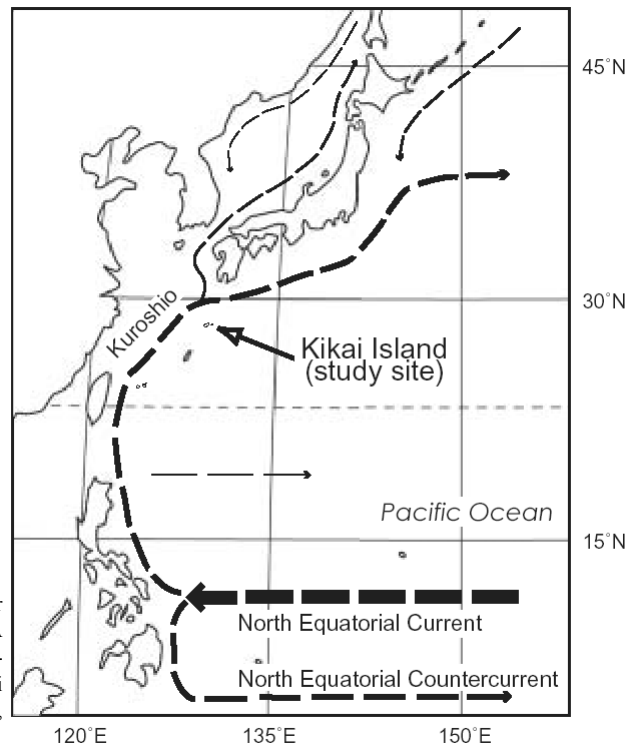 45°N
Kuroshio
30°N
Kikai Island
(study site)
Pacific Ocean
15°N
North Equatorial Current
North Equatorial Countercurrent
120°E
135°E
150°E